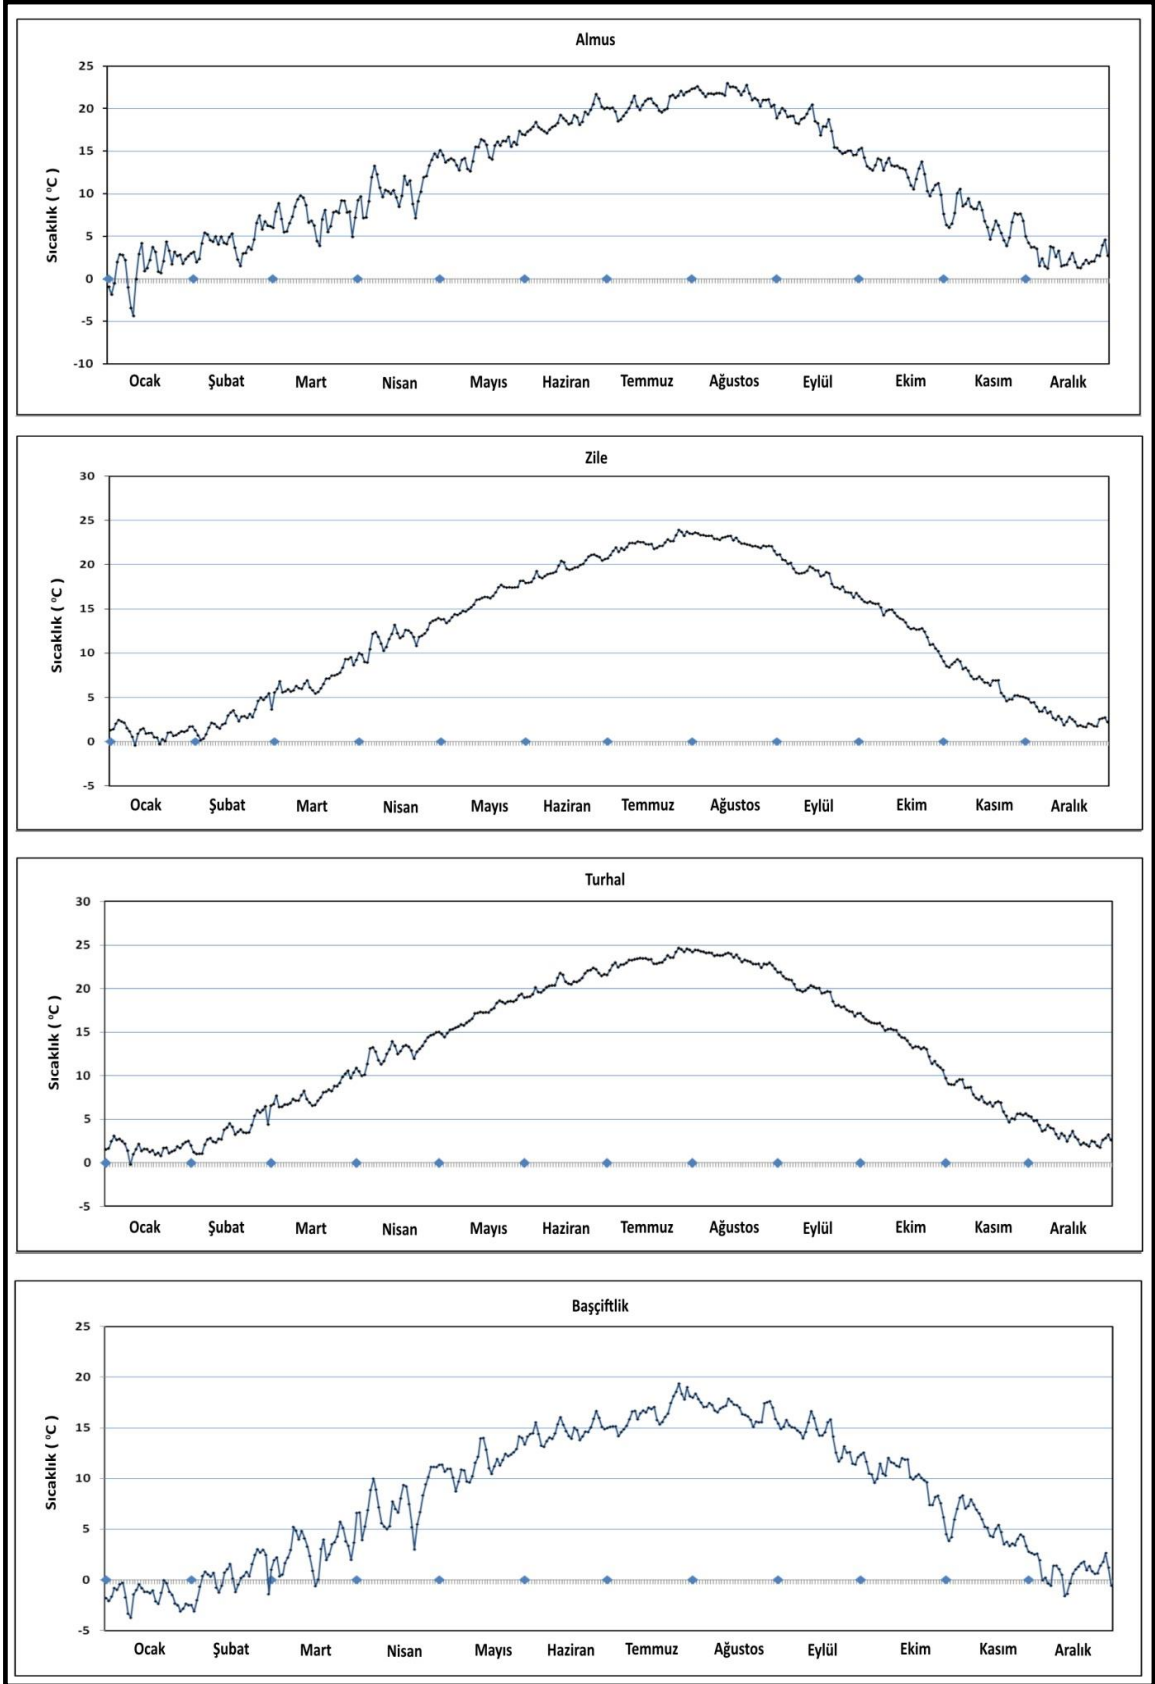 Almus
Sıcaklık ( °C )
25
20
15
10
5
0
-5
-10
Ocak Şubat Mart Nisan Mayıs Haziran Temmuz Ağustos Eylül Ekim Kasım Aralık
Zile
Sıcaklık ( °C )
30
25
20
15
10
5
0
-5
Ocak Şubat Mart Nisan Mayıs Haziran Temmuz Ağustos Eylül Ekim Kasım Aralık
Turhal
Sıcaklık ( °C )
30
25
20
15
10
5
0
-5
Ocak Şubat Mart Nisan Mayıs Haziran Temmuz Ağustos Eylül Ekim Kasım Aralık
Başçiftlik
Sıcaklık ( °C )
25
20
15
10
5
0
-5
Ocak Şubat Mart Nisan Mayıs Haziran Temmuz Ağustos Eylül Ekim Kasım Aralık